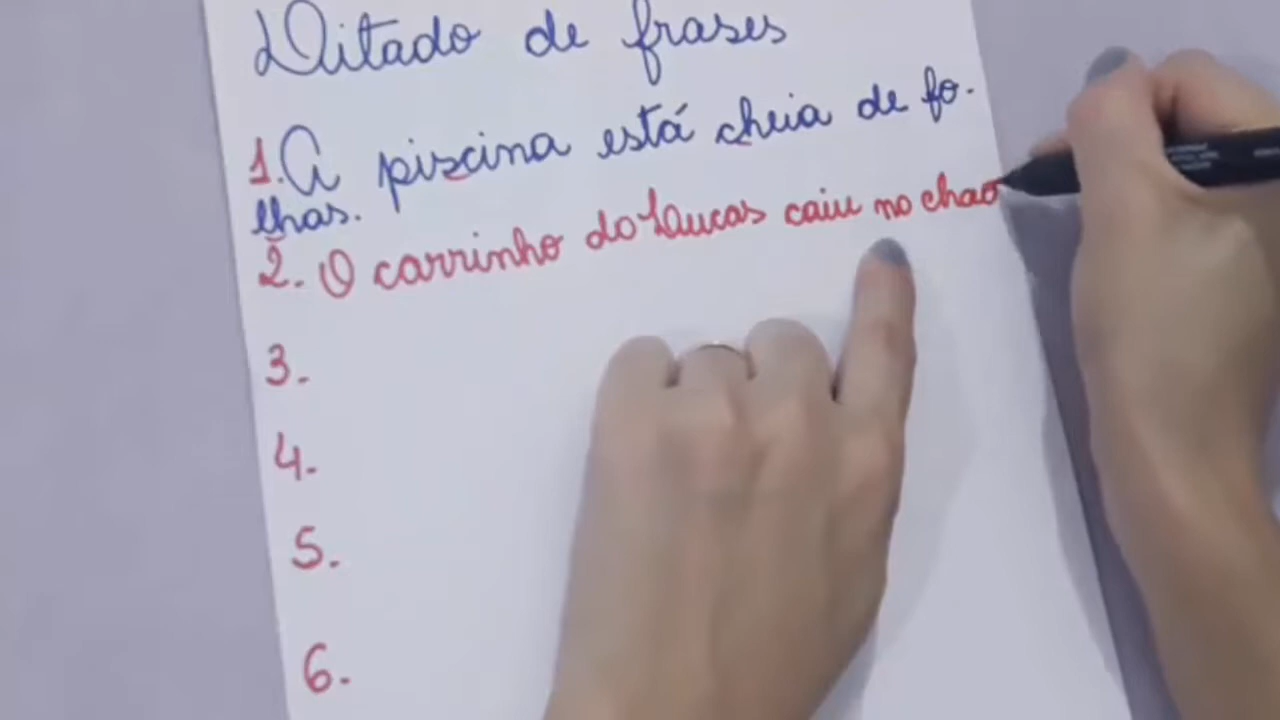 Ditado de frases
1. A piscina está cheia de fo-
lhas.
2. O carrinho do Lucas caiu no chao
3.
4.
5.
6.